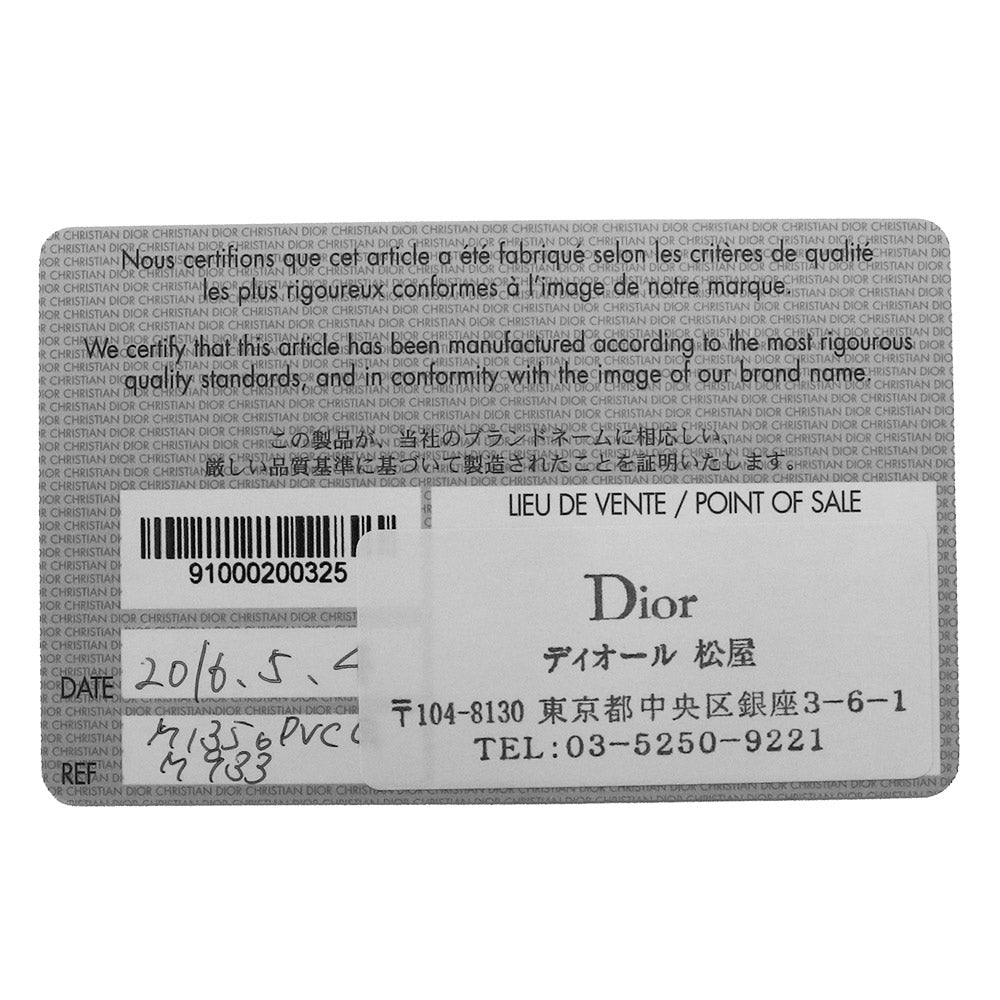 Nous certifions que cet article a été fabriqué selon les critères de qualité
les plus rigoureux conformes à l'image de notre marque.
We certify that this article has been manufactured according to the most rigourous
quality standards, and in conformity with the image of our brand name.
この製品が、当社のブランドネームに相応しい、
厳しい品質基準に基づいて製造されたことを証明いたします。
91000200325
LIEU DE VENTE / POINT OF SALE
Dior
ディオール 松屋
〒104-8130 東京都中央区銀座3-6-1
TEL:03-5250-9221
DATE 2016.5.
REF PVC
M 933